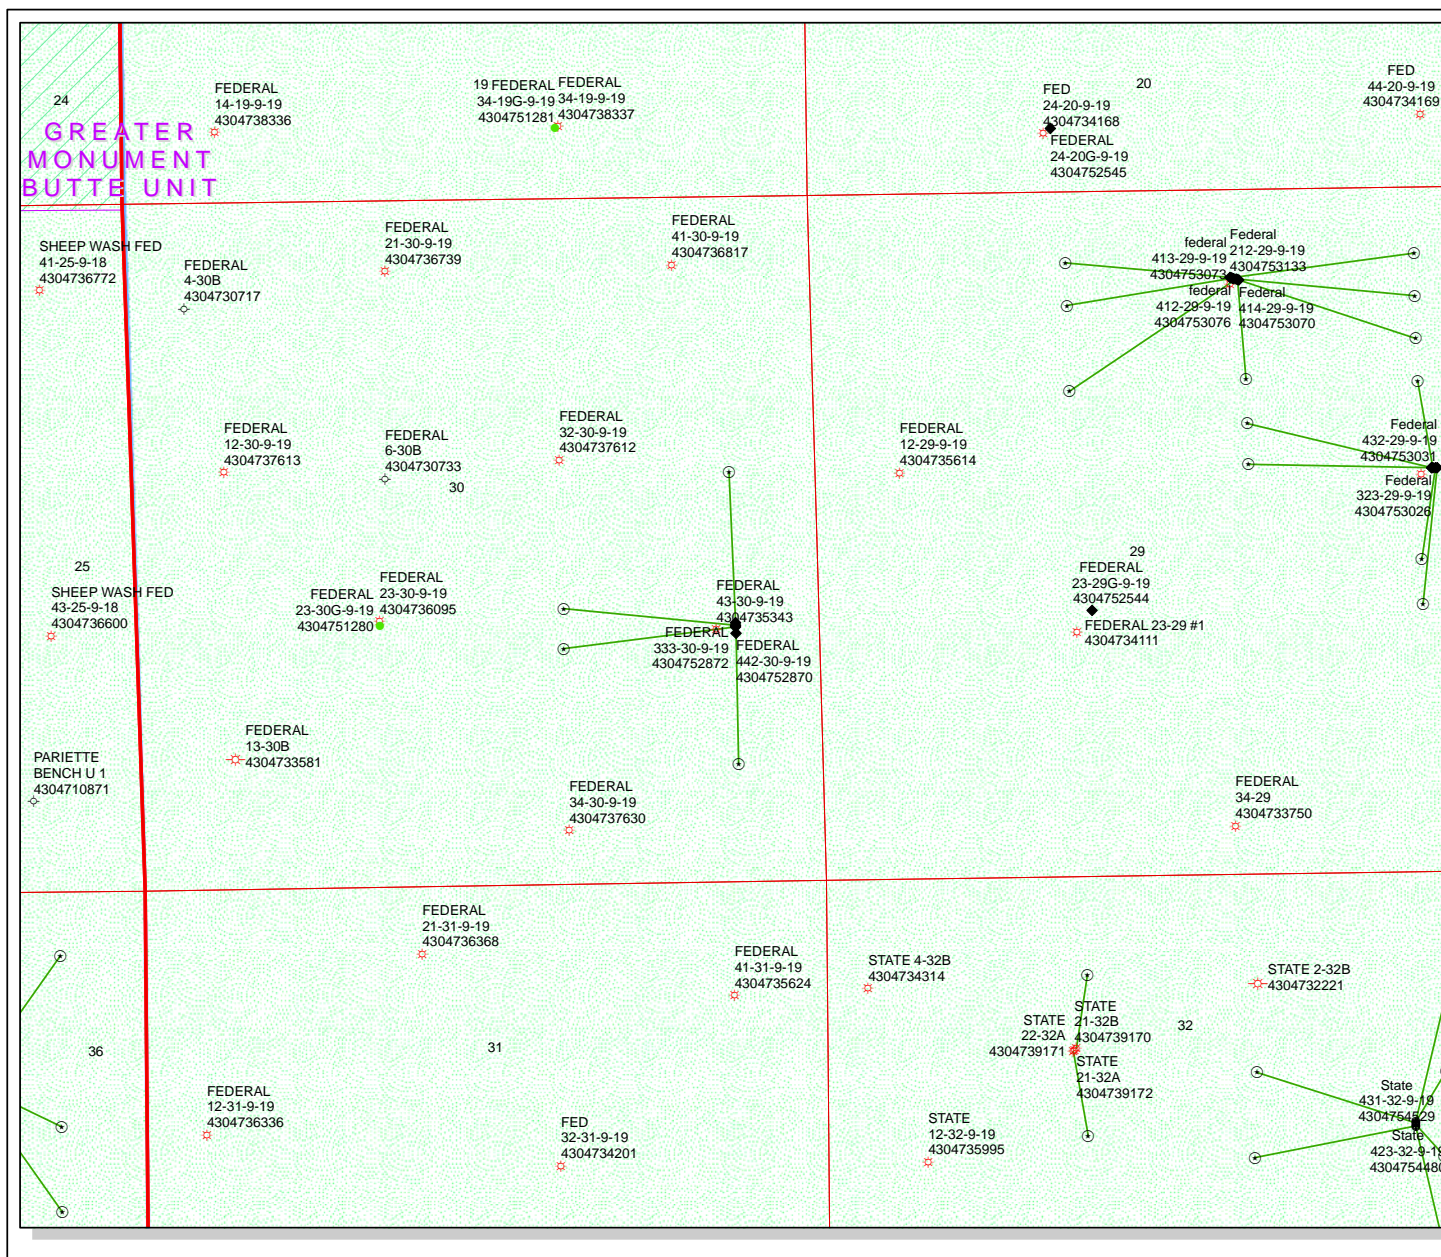 24
GREATER
MONUMENT
BUTTE UNIT
FEDERAL
14-19-9-19
4304738336
19 FEDERAL
34-19G-9-19
4304751281
FEDERAL
34-19-9-19
4304738337
FED
24-20-9-19
4304734168
FEDERAL
24-20G-9-19
4304752545
20
FED
44-20-9-19
4304734169
SHEEP WASH FED
41-25-9-18
4304736772
FEDERAL
4-30B
4304730717
FEDERAL
21-30-9-19
4304736739
FEDERAL
41-30-9-19
4304736817
federal
413-29-9-19
4304753073
Federal
212-29-9-19
4304753133
federal
412-29-9-19
4304753076
Federal
414-29-9-19
4304753070
FEDERAL
12-30-9-19
4304737613
FEDERAL
6-30B
4304730733
30
FEDERAL
32-30-9-19
4304737612
FEDERAL
12-29-9-19
4304735614
Federal
432-29-9-19
4304753031
Federal
323-29-9-19
4304753026
25
SHEEP WASH FED
43-25-9-18
4304736600
FEDERAL
23-30G-9-19
4304751280
FEDERAL
23-30-9-19
4304736095
FEDERAL
43-30-9-19
4304735343
FEDERAL
333-30-9-19
4304752872
FEDERAL
442-30-9-19
4304752870
29
FEDERAL
23-29G-9-19
4304752544
FEDERAL 23-29 #1
4304734111
PARIETTE
BENCH U 1
4304710871
FEDERAL
13-30B
4304733581
FEDERAL
34-30-9-19
4304737630
FEDERAL
34-29
4304733750
FEDERAL
21-31-9-19
4304736368
FEDERAL
41-31-9-19
4304735624
STATE 4-32B
4304734314
STATE 2-32B
4304732221
36
31
STATE
22-32A
4304739171
STATE
21-32B
4304739170
STATE
21-32A
4304739172
32
FEDERAL
12-31-9-19
4304736336
FED
32-31-9-19
4304734201
STATE
12-32-9-19
4304735995
State
431-32-9-19
4304754529
State
423-32-9-19
4304754480